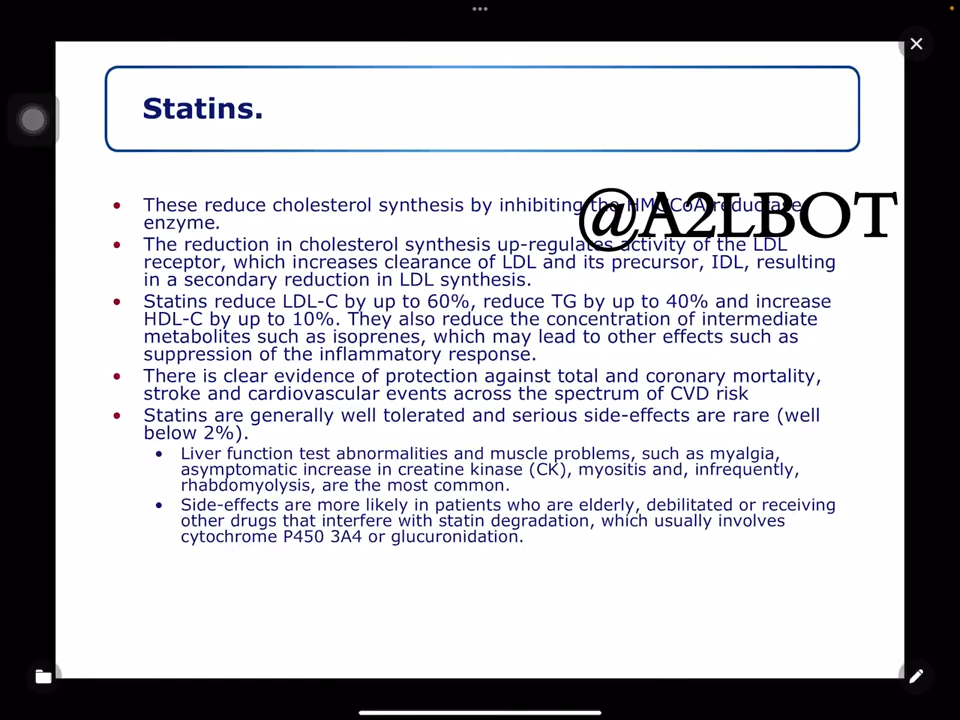 Statins.
@A2LBOT
These reduce cholesterol synthesis by inhibiting the HMGCoA reductase
enzyme.
The reduction in cholesterol synthesis up-regulates activity of the LDL
receptor, which increases clearance of LDL and its precursor, IDL, resulting
in a secondary reduction in LDL synthesis.
Statins reduce LDL-C by up to 60%, reduce TG by up to 40% and increase
HDL-C by up to 10%. They also reduce the concentration of intermediate
metabolites such as isoprenes, which may lead to other effects such as
suppression of the inflammatory response.
There is clear evidence of protection against total and coronary mortality,
stroke and cardiovascular events across the spectrum of CVD risk
Statins are generally well tolerated and serious side-effects are rare (well
below 2%).
Liver function test abnormalities and muscle problems, such as myalgia,
asymptomatic increase in creatine kinase (CK), myositis and, infrequently,
rhabdomyolysis, are the most common.
Side-effects are more likely in patients who are elderly, debilitated or receiving
other drugs that interfere with statin degradation, which usually involves
cytochrome P450 3A4 or glucuronidation.